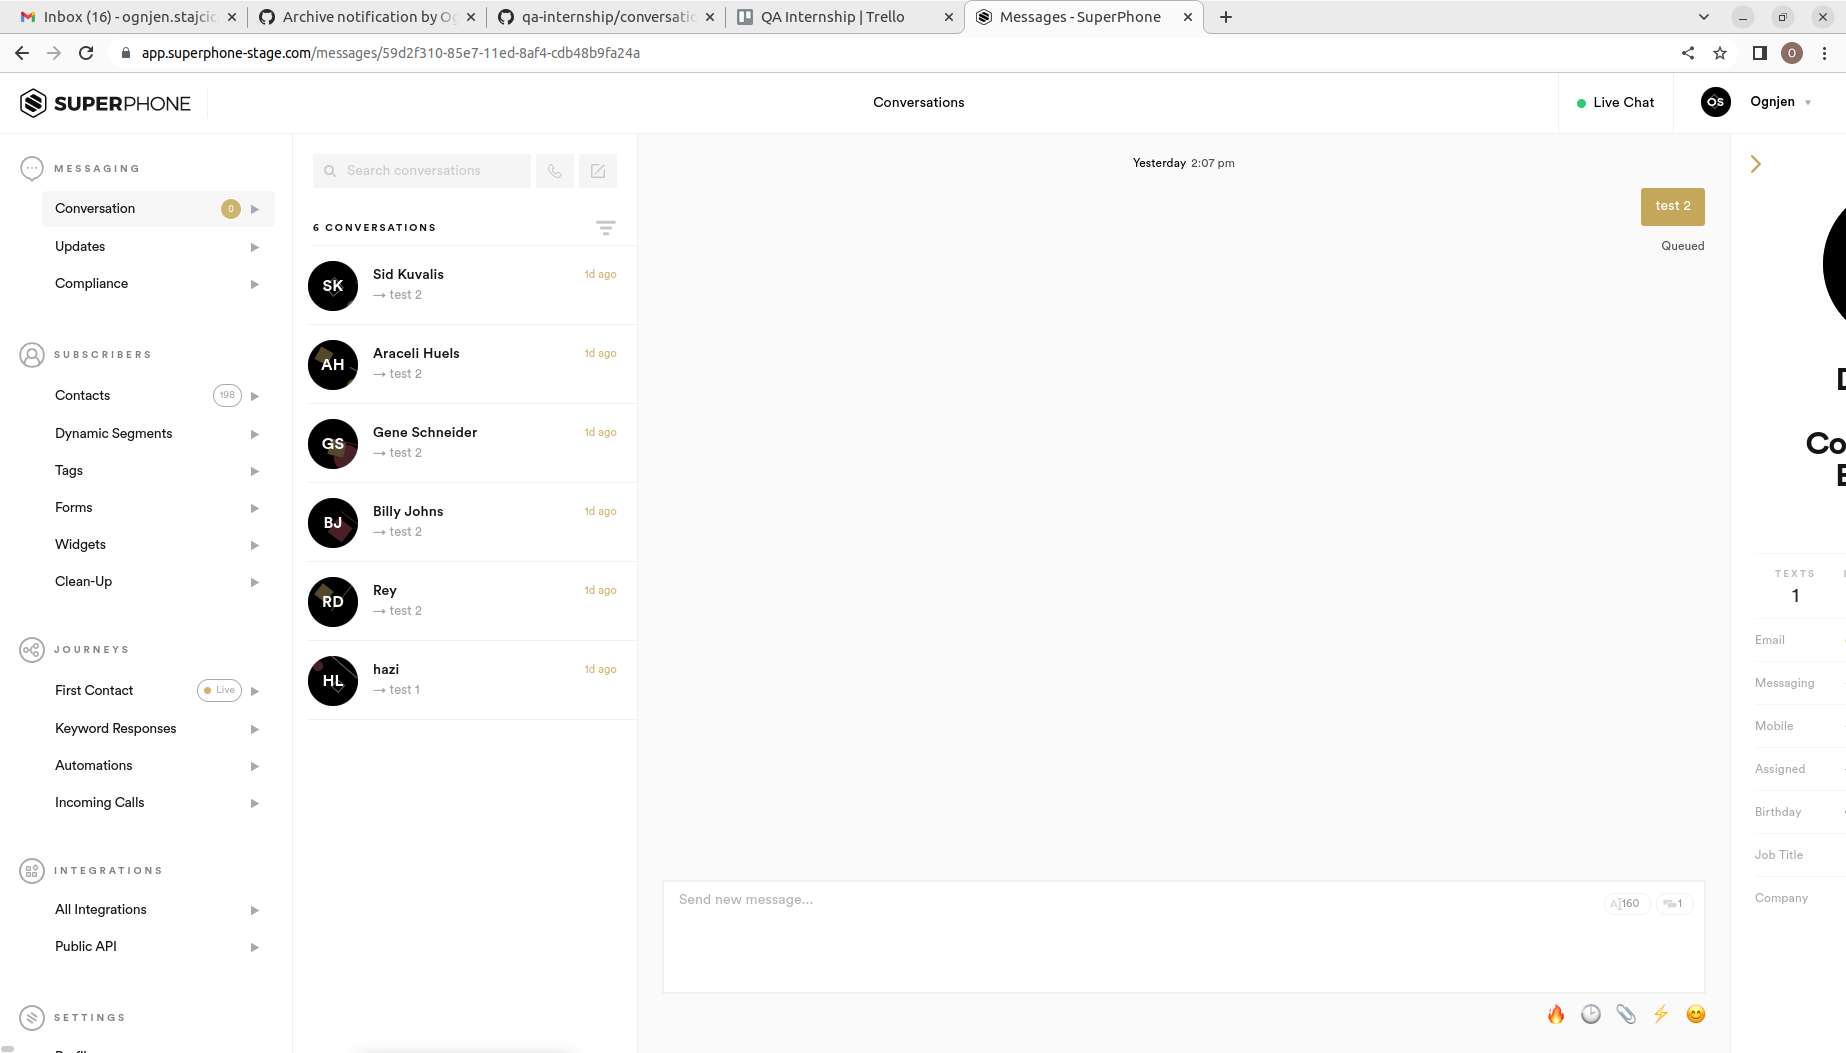 Inbox (16) - ognjen.stajcic
Archive notification by Og
qa-internship/conversatio
QA Internship | Trello
Messages - SuperPhone
app.superphone-stage.com/messages/59d2f310-85e7-11ed-8af4-cdb48b9fa24a
O
SUPERPHONE
Conversations
Live Chat
OS
Ognjen
MESSAGING
Conversation
0
Updates
Compliance
SUBSCRIBERS
Contacts
198
Dynamic Segments
Tags
Forms
Widgets
Clean-Up
JOURNEYS
First Contact
Live
Keyword Responses
Automations
Incoming Calls
INTEGRATIONS
All Integrations
Public API
SETTINGS
Search conversations
6 CONVERSATIONS
SK
Sid Kuvalis
1d ago
→ test 2
AH
Araceli Huels
1d ago
→ test 2
GS
Gene Schneider
1d ago
→ test 2
BJ
Billy Johns
1d ago
→ test 2
RD
Rey
1d ago
→ test 2
HL
hazi
1d ago
→ test 1
Yesterday 2:07 pm
test 2
Queued
Send new message...
A 160
1
Co
TEXTS
1
Email
Messaging
Mobile
Assigned
Birthday
Job Title
Company